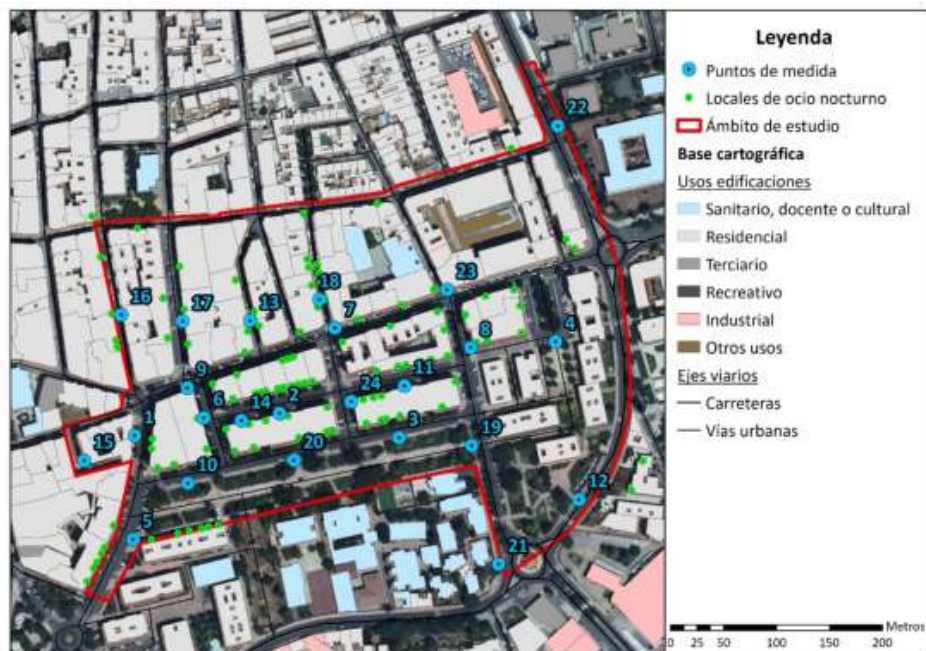 Leyenda
Puntos de medida
Locales de ocio nocturno
Ámbito de estudio
Base cartográfica
Usos edificaciones
Sanitario, docente o cultural
Residencial
Terciario
Recreativo
Industrial
Otros usos
Ejes viarios
Carreteras
Vías urbanas
Metros
0 25 50 100 150 200
22
18
23
16
17
13
7
8
4
9
11
24
6
14
2
1
3
15
20
19
10
12
5
21